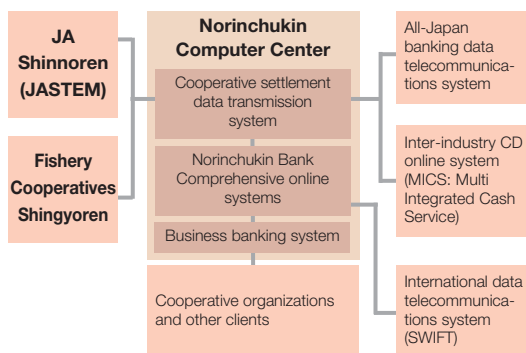 JA
Shinnoren
(JASTEM)
Fishery
Cooperatives
Shingyoren
Norinchukin
Computer Center
Cooperative settlement
data transmission
system
Norinchukin Bank
Comprehensive online
systems
Business banking system
Cooperative organizations
and other clients
All-Japan
banking data
telecommunica-
tions system
Inter-industry CD
online system
(MICS: Multi
Integrated Cash
Service)
International data
telecommunica-
tions system
(SWIFT)